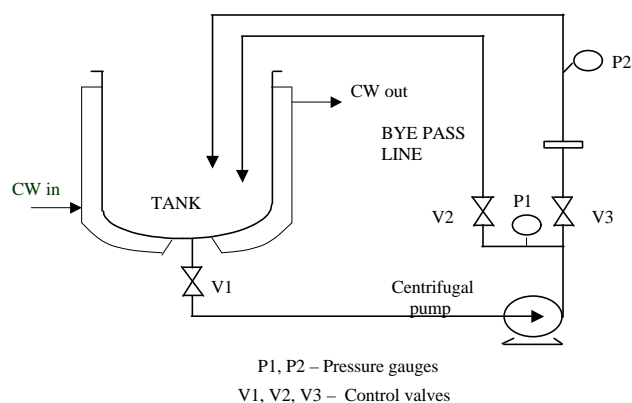 P2
CW out
BYE PASS
LINE
CW in
TANK
P1
V2
V3
V1
Centrifugal
pump
P1, P2 – Pressure gauges
V1, V2, V3 – Control valves